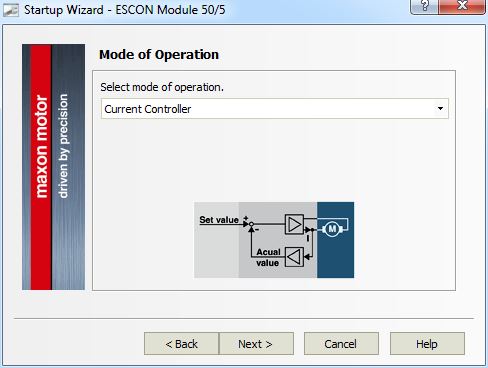 Startup Wizard - ESCON Module 50/5
?
X
maxon motor
driven by precision
Mode of Operation
Select mode of operation.
Current Controller
Set value
+
-
M
I
Acual
value
< Back
Next >
Cancel
Help